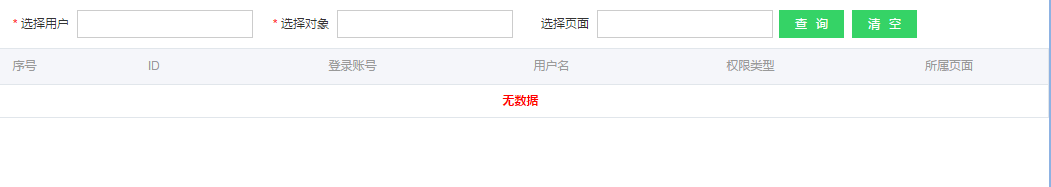 * 选择用户 * 选择对象 选择页面 查 询 清 空
序号 ID 登录账号 用户名 权限类型 所属页面
无数据